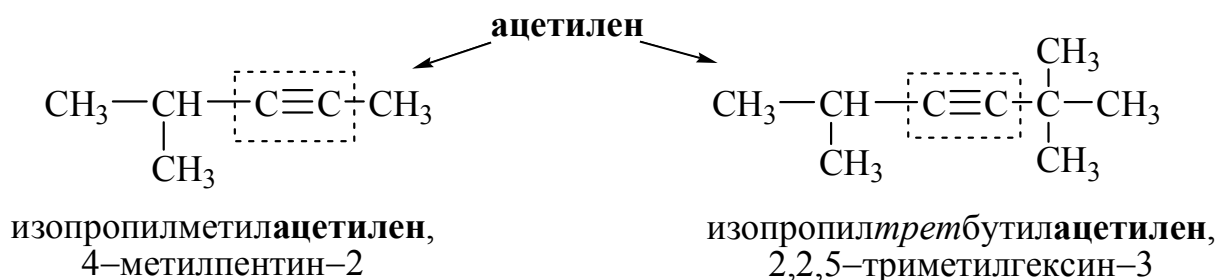 ацетилен
CH₃
CH₃—CH—C≡C—CH₃
CH₃—CH—C≡C—C—CH₃
CH₃
CH₃
CH₃
изопропилметилацетилен,
4–метилпентин–2
изопропилтретбутилацетилен,
2,2,5–триметилгексин–3